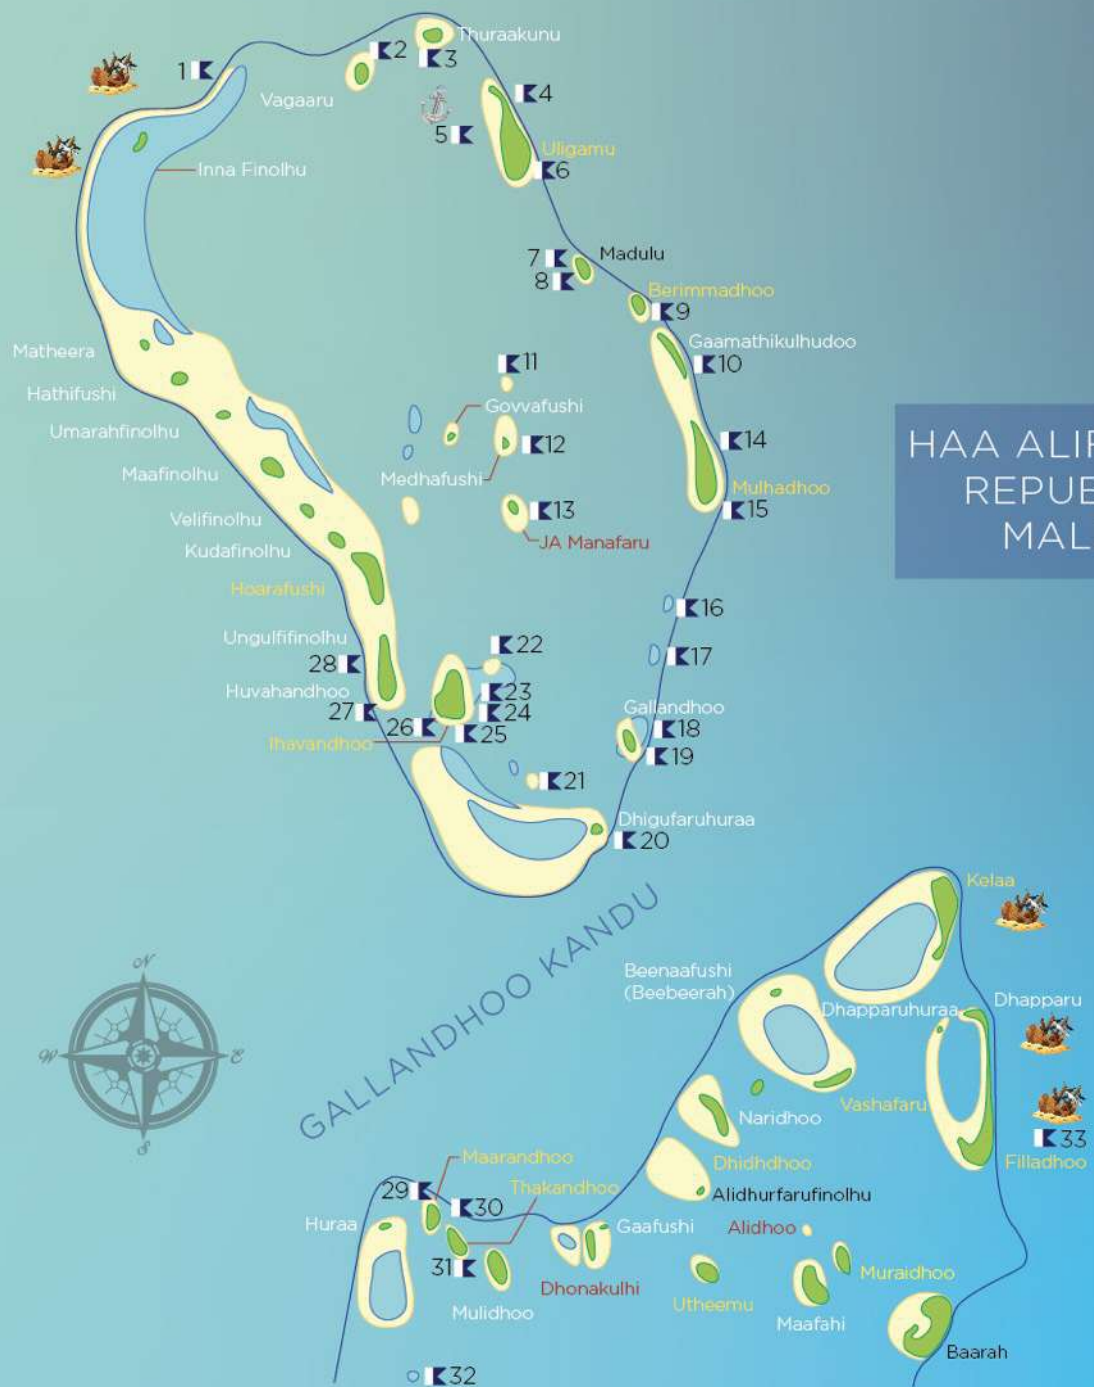 Thuraakunu
1
2
3
Vagaaru
4
5
Uligamu
6
Inna Finolhu
7
Madulu
8
Berimmadhoo
9
Gaamathikulhudoo
10
Matheera
11
Hathifushi
Govvafushi
Umarahfinolhu
12
14
HAA ALIF
REPUB
MAL
Maafinolhu
Medhafushi
Mulhadhoo
Velifinolhu
13
15
Kudafinolhu
JA Manafaru
Hoarafushi
16
Ungulfifinolhu
22
28
17
Huvahandhoo
23
27
24
Gallandhoo
26
25
18
Ihavandhoo
19
21
Dhigufaruhuraa
20
GALLANDHOO KANDU
Kelaa
N
W
E
S
Beenaafushi
(Beebeerah)
Dhapparuhuraa
Dhapparu
Vashafaru
Naridhoo
33
Filladhoo
Maarandhoo
Dhidhdhoo
Thakandhoo
29
Alidhurfarufinolhu
30
Huraa
Gaafushi
Alidhoo
31
Dhonakulhi
Muraidhoo
Mulidhoo
Utheemu
Maafahi
Baarah
32